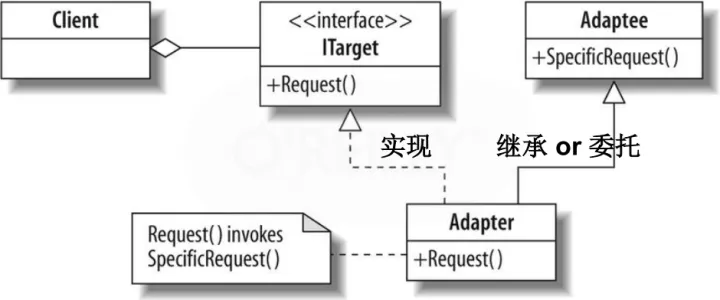 Client
<<interface>>
ITarget
+Request()
Adaptee
+SpecificRequest()
实现
继承 or 委托
Adapter
+Request()
Request() invokes
SpecificRequest()